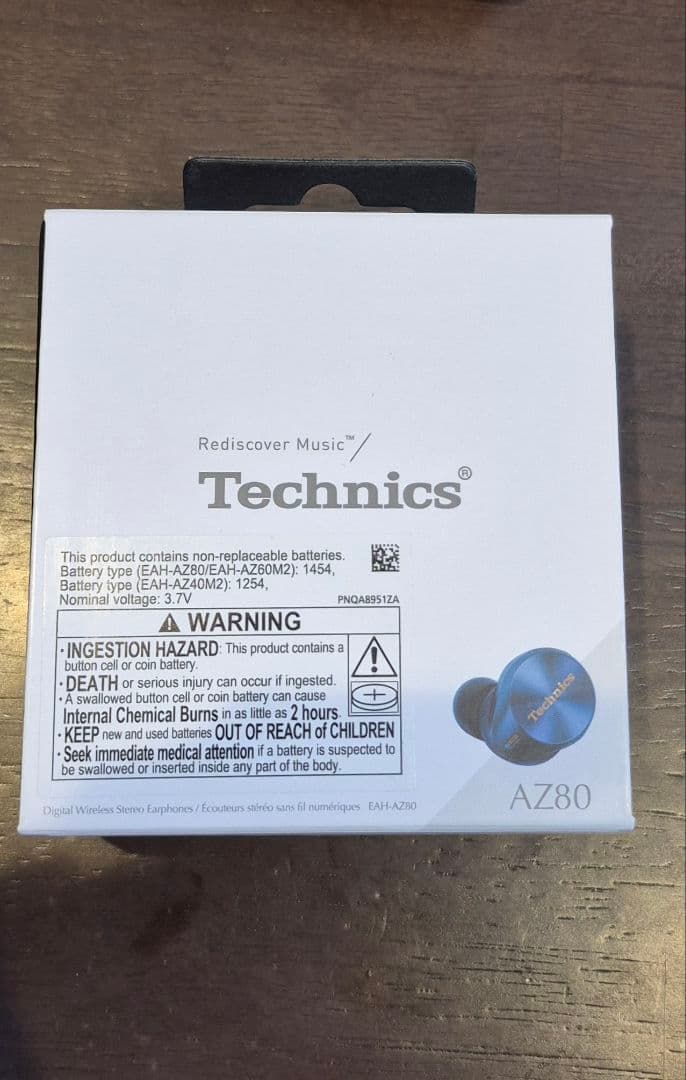 Rediscover Music™/
Technics®
This product contains non-replaceable batteries.
Battery type (EAH-AZ80/EAH-AZ60M2): 1454,
Battery type (EAH-AZ40M2): 1254,
Nominal voltage: 3.7V
PNQA8951ZA
WARNING
· INGESTION HAZARD: This product contains a
button cell or coin battery.
· DEATH or serious injury can occur if ingested.
· A swallowed button cell or coin battery can cause
Internal Chemical Burns in as little as 2 hours.
· KEEP new and used batteries OUT OF REACH of CHILDREN
· Seek immediate medical attention if a battery is suspected to
be swallowed or inserted inside any part of the body.
Technics
Digital Wireless Stereo Earphones / Écouteurs stéréo sans fil numériques EAH-AZ80
AZ80